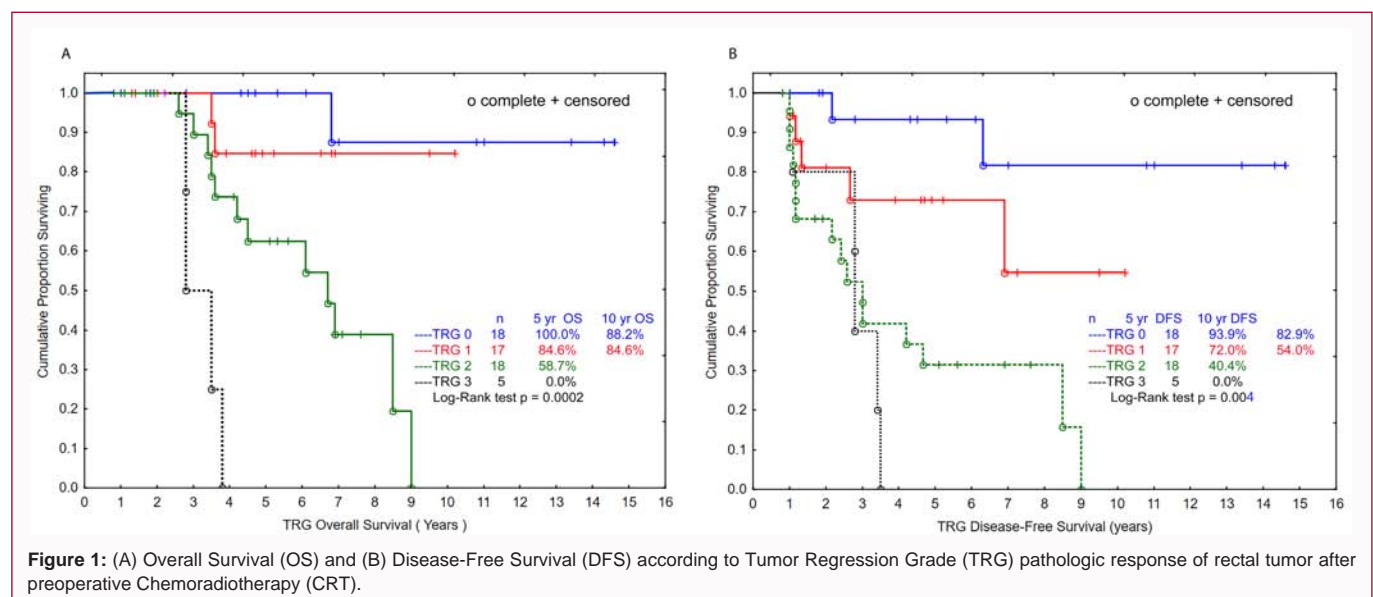 A
1.0
0.9
0.8
0.7
0.6
0.5
0.4
0.3
0.2
0.1
0.0
Cumulative Proportion Surviving
o complete + censored
n 5 yr OS 10 yr OS
TRG 0 18 100.0% 88.2%
TRG 1 17 84.6% 84.6%
TRG 2 18 58.7%
TRG 3 5 0.0%
Log-Rank test p = 0.0002
0 1 2 3 4 5 6 7 8 9 10 11 12 13 14 15 16
TRG Overall Survival ( Years )
B
1.0
0.9
0.8
0.7
0.6
0.5
0.4
0.3
0.2
0.1
0.0
Cumulative Proportion Surviving
o complete + censored
n 5 yr DFS 10 yr DFS
TRG 0 18 93.9% 82.9%
TRG 1 17 72.0% 54.0%
TRG 2 18 40.4%
TRG 3 5 0.0%
Log-Rank test p = 0.004
0 1 2 3 4 5 6 7 8 9 10 11 12 13 14 15 16
TRG Disease-Free Survival (years)
Figure 1: (A) Overall Survival (OS) and (B) Disease-Free Survival (DFS) according to Tumor Regression Grade (TRG) pathologic response of rectal tumor after
preoperative Chemoradiotherapy (CRT).